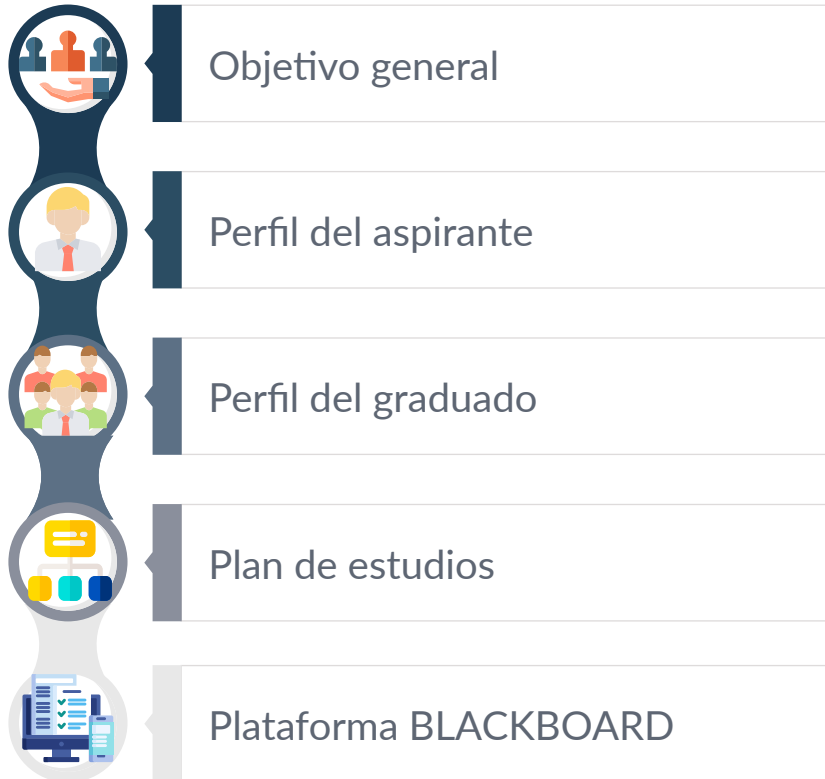 Objetivo general
Perfil del aspirante
Perfil del graduado
Plan de estudios
Plataforma BLACKBOARD